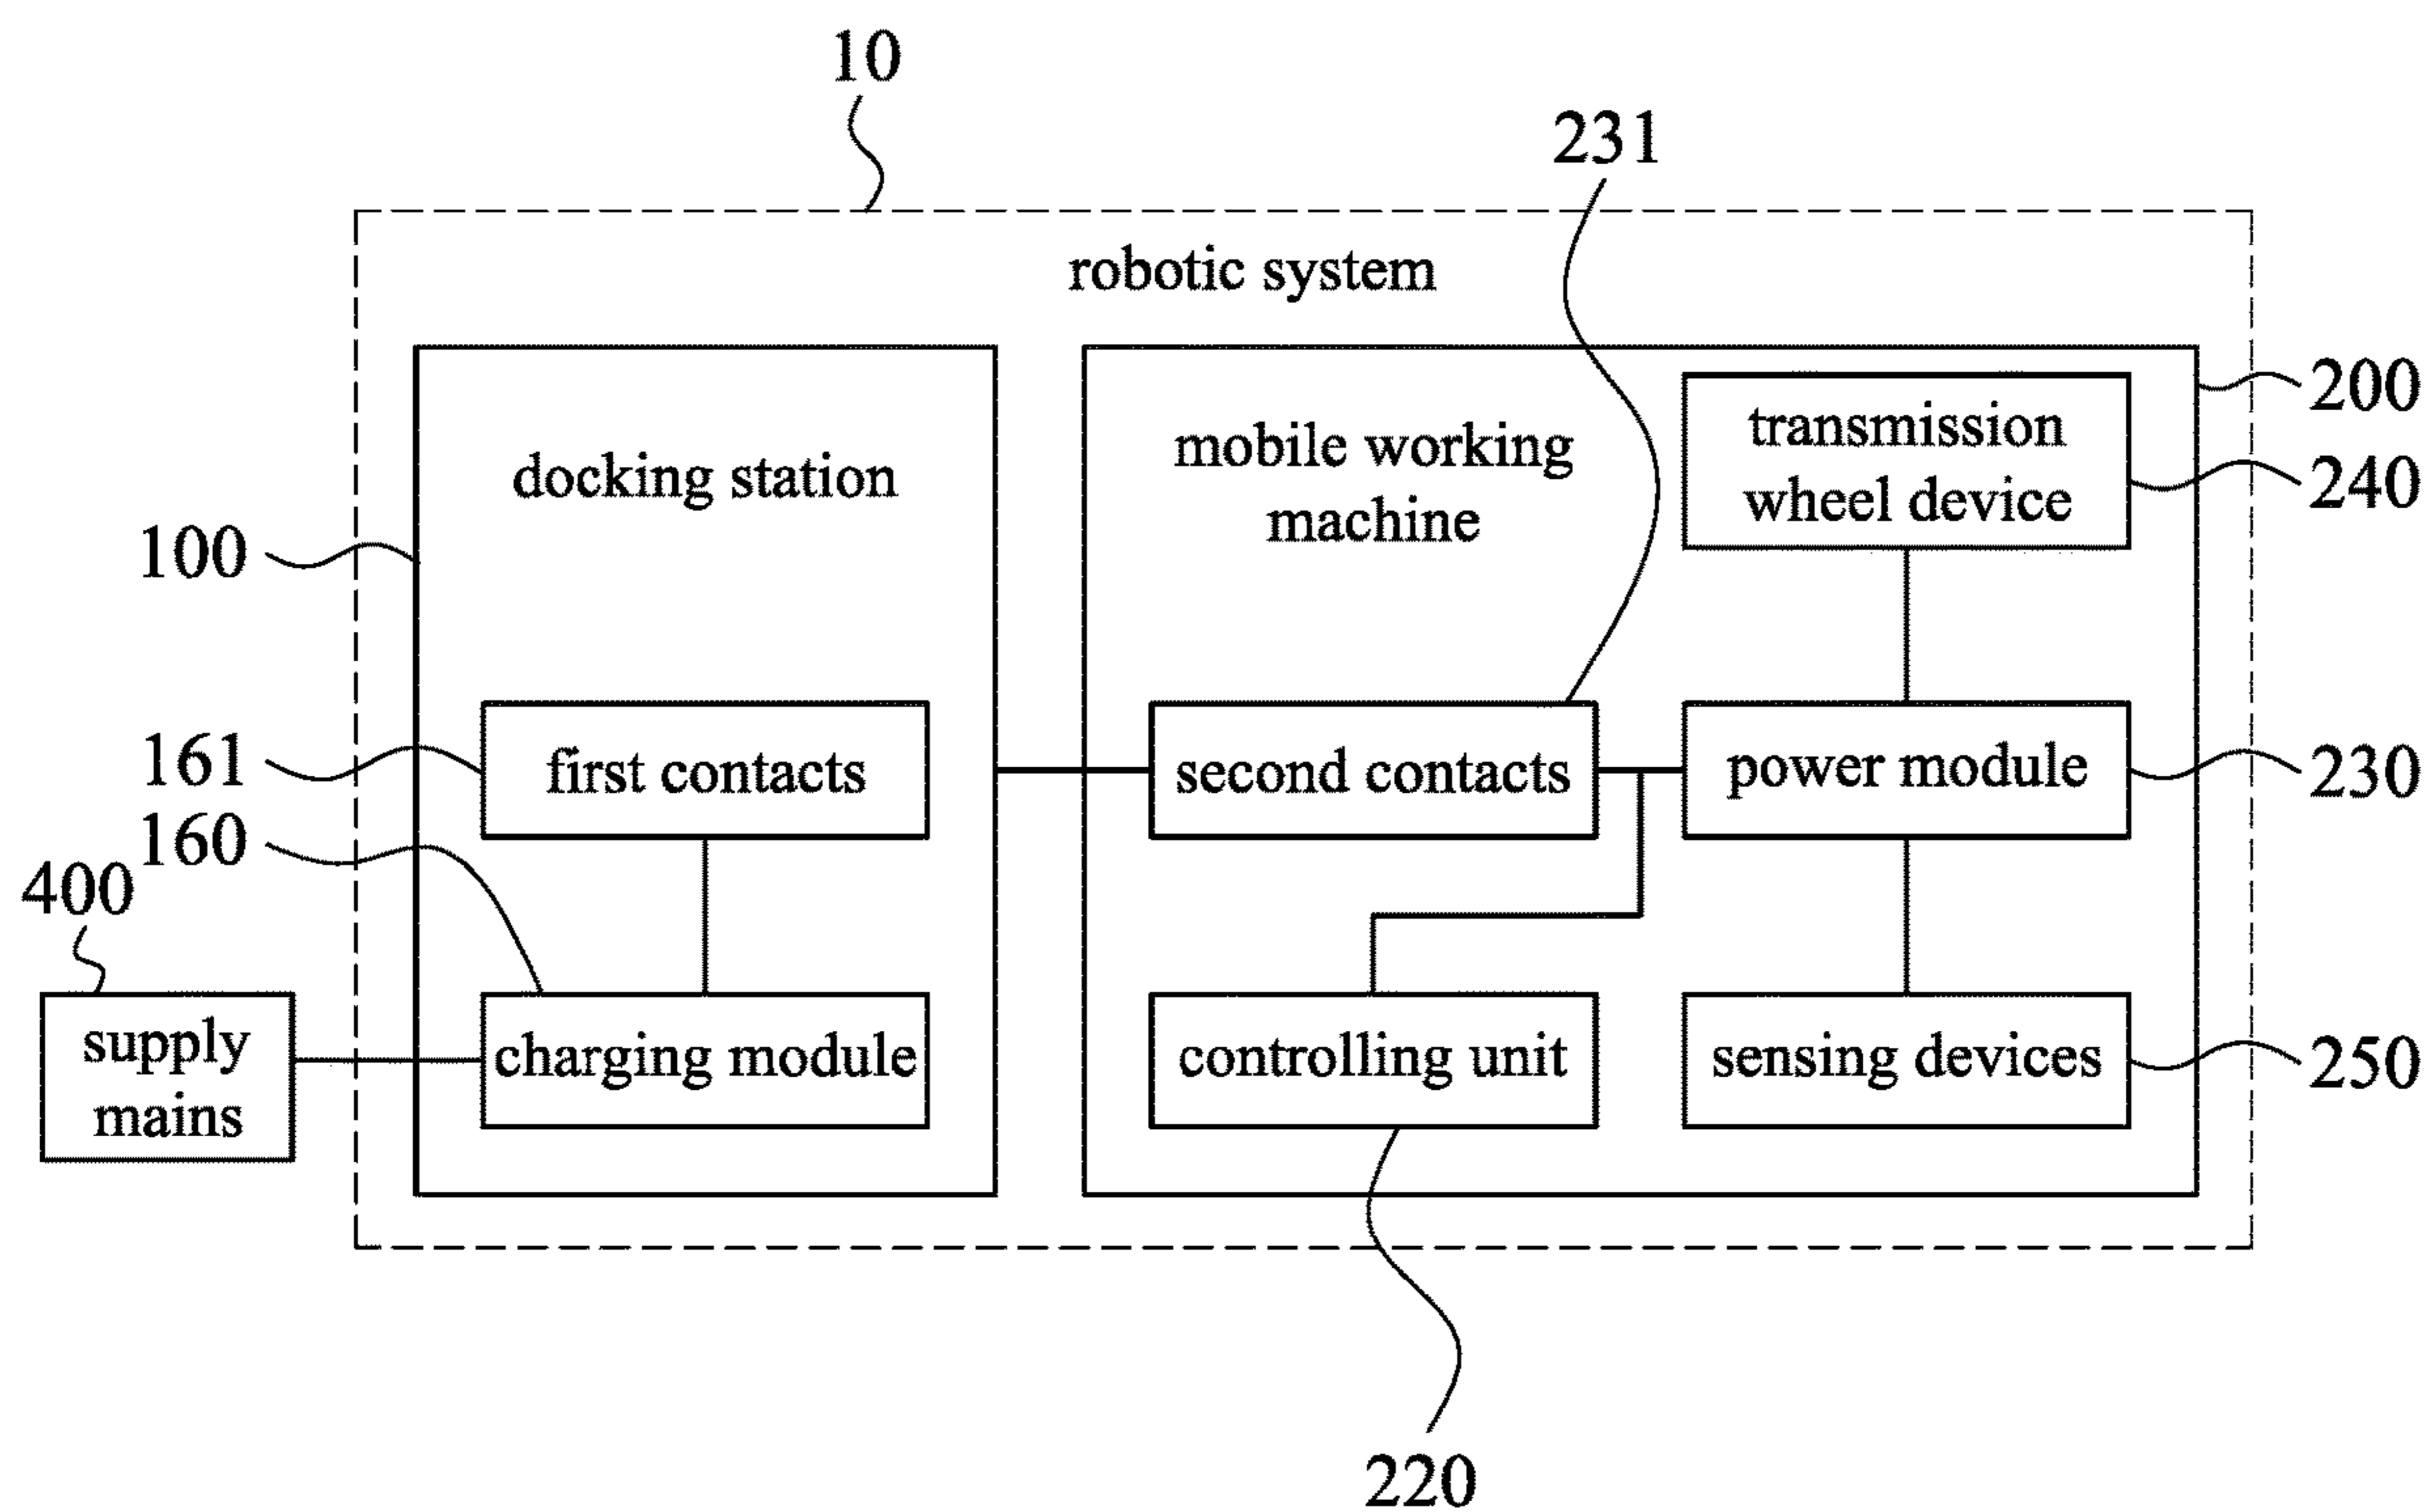 10
231
robotic system
200
transmission
wheel device
240
mobile working
machine
docking station
100
161
first contacts
second contacts
power module
230
160
400
supply
mains
charging module
controlling unit
sensing devices
250
220